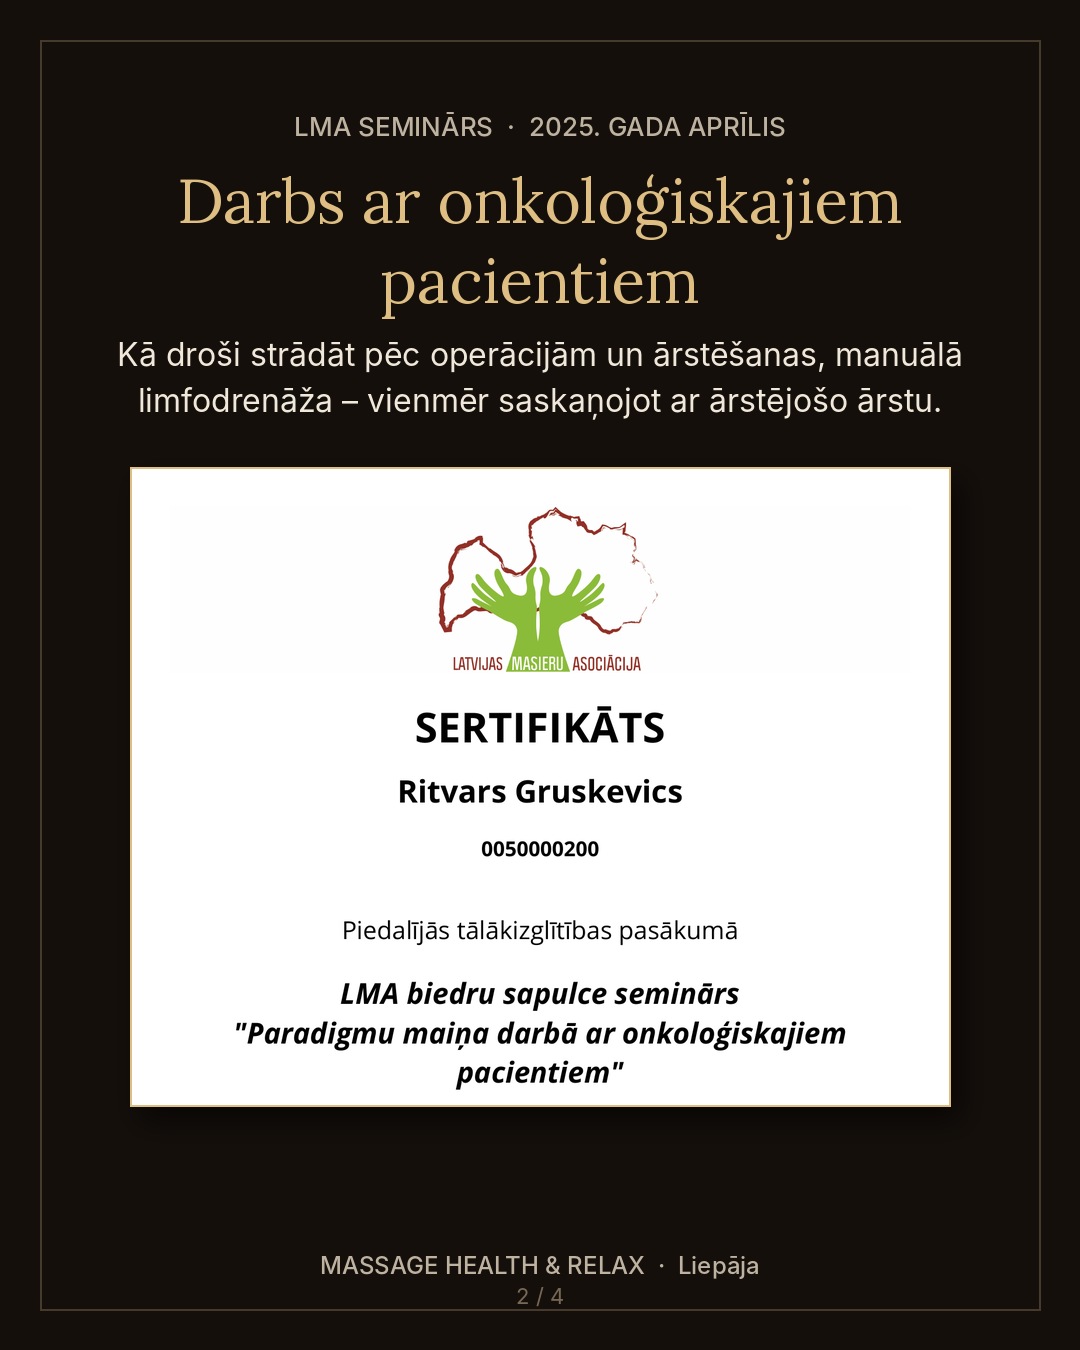 LMA SEMINĀRS · 2025. GADA APRĪLIS
Darbs ar onkoloģiskajiem
pacientiem
Kā droši strādāt pēc operācijām un ārstēšanas, manuālā
limfodrenāža – vienmēr saskaņojot ar ārstējošo ārstu.
LATVIJAS MASIERU ASOCIĀCIJA
SERTIFIKĀTS
Ritvars Gruskevics
0050000200
Piedalījās tālākizglītības pasākumā
LMA biedru sapulce seminārs
"Paradigmu maiņa darbā ar onkoloģiskajiem
pacientiem"
MASSAGE HEALTH & RELAX · Liepāja
2 / 4